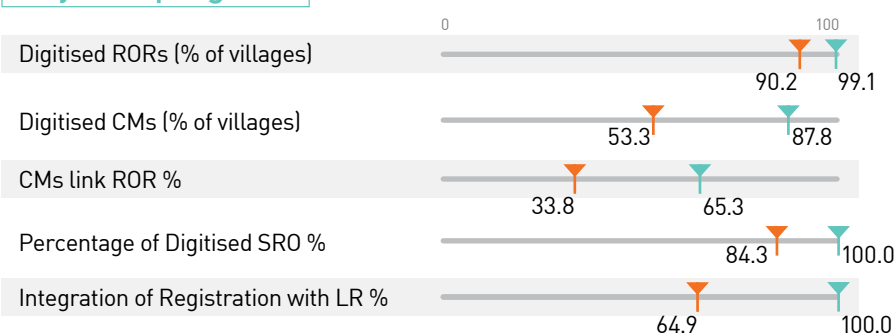 0 100
Digitised RORs (% of villages)
90.2 99.1
Digitised CMs (% of villages)
53.3 87.8
CMs link ROR %
33.8 65.3
Percentage of Digitised SRO %
84.3 100.0
Integration of Registration with LR %
64.9 100.0